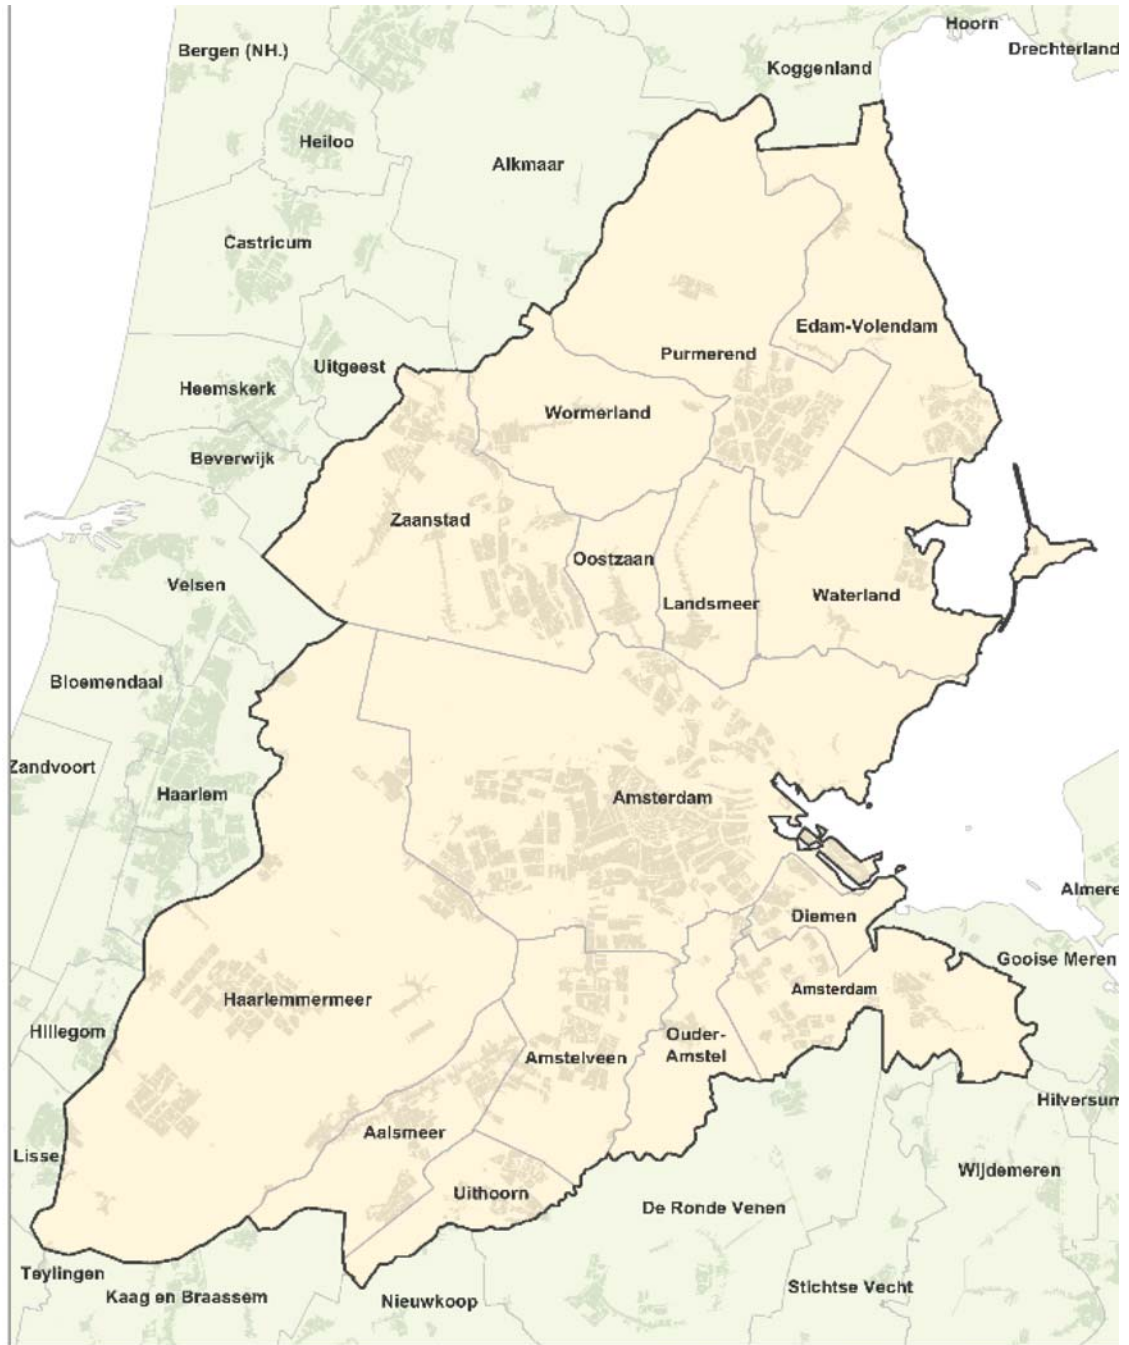 Hoorn
Bergen (NH.)
Drechterland
Koggenland
Heiloo
Alkmaar
Castricum
Edam-Volendam
Purmerend
Uitgeest
Heemskerk
Wormerland
Beverwijk
Zaanstad
Oostzaan
Velsen
Landsmeer
Waterland
Bloemendaal
Zandvoort
Haarlem
Amsterdam
Almere
Diemen
Gooise Meren
Amsterdam
Haarlemmermeer
Hillegom
Ouder-
Amstel
Amstelveen
Hilversum
Aalsmeer
Lisse
Wijdemeren
Uithoorn
De Ronde Venen
Teylingen
Stichtse Vecht
Kaag en Braassem
Nieuwkoop